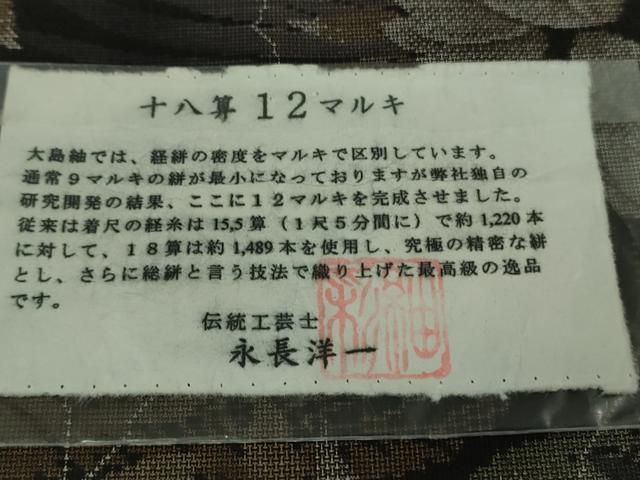 十八算12マルキ
大島紬では、経絣の密度をマルキで区別しています。
通常9マルキの絣が最小になっておりますが弊社独自の
研究開発の結果、ここに12マルキを完成させました。
従来は着尺の経糸は15,5算（1尺5分間に）で約1,220本
に対して、18算は約1,489本を使用し、究極の精密な絣
とし、さらに総絣と言う技法で織り上げた最高級の逸品
です。
伝統工芸士
永長洋一